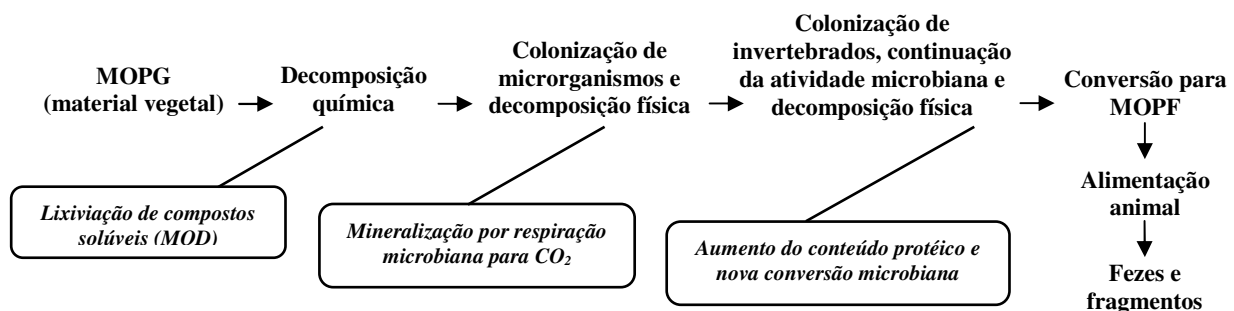 MOPG
(material vegetal)
Decomposição
química
Colonização de
microrganismos e
decomposição física
Colonização de
invertebrados, continuação
da atividade microbiana e
decomposição física
Conversão para
MOPF
Alimentação
animal
Fezes e
fragmentos
Lixiviação de compostos
solúveis (MOD)
Mineralização por respiração
microbiana para CO₂
Aumento do conteúdo protéico e
nova conversão microbiana